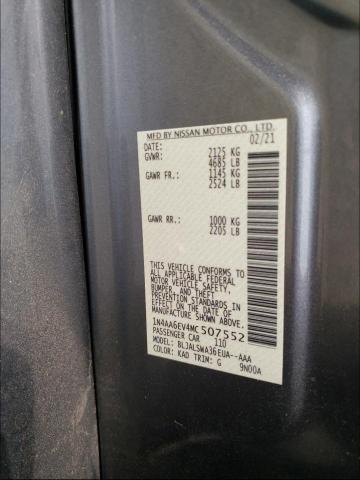 MFD BY NISSAN MOTOR CO., LTD.
DATE: 02/21
GVWR: 2125 KG
4685 LB
GAWR FR.: 1145 KG
2524 LB
GAWR RR.: 1000 KG
2205 LB
THIS VEHICLE CONFORMS TO
ALL APPLICABLE FEDERAL
MOTOR VEHICLE SAFETY,
BUMPER, AND THEFT
PREVENTION STANDARDS
IN EFFECT ON THE DATE OF
MANUFACTURE SHOWN ABOVE.
1N4AA6EV4MC507552
PASSENGER CAR 110
MODEL: BLJALSWA36EUA--AAA
COLOR: KAD TRIM: G 9N00A